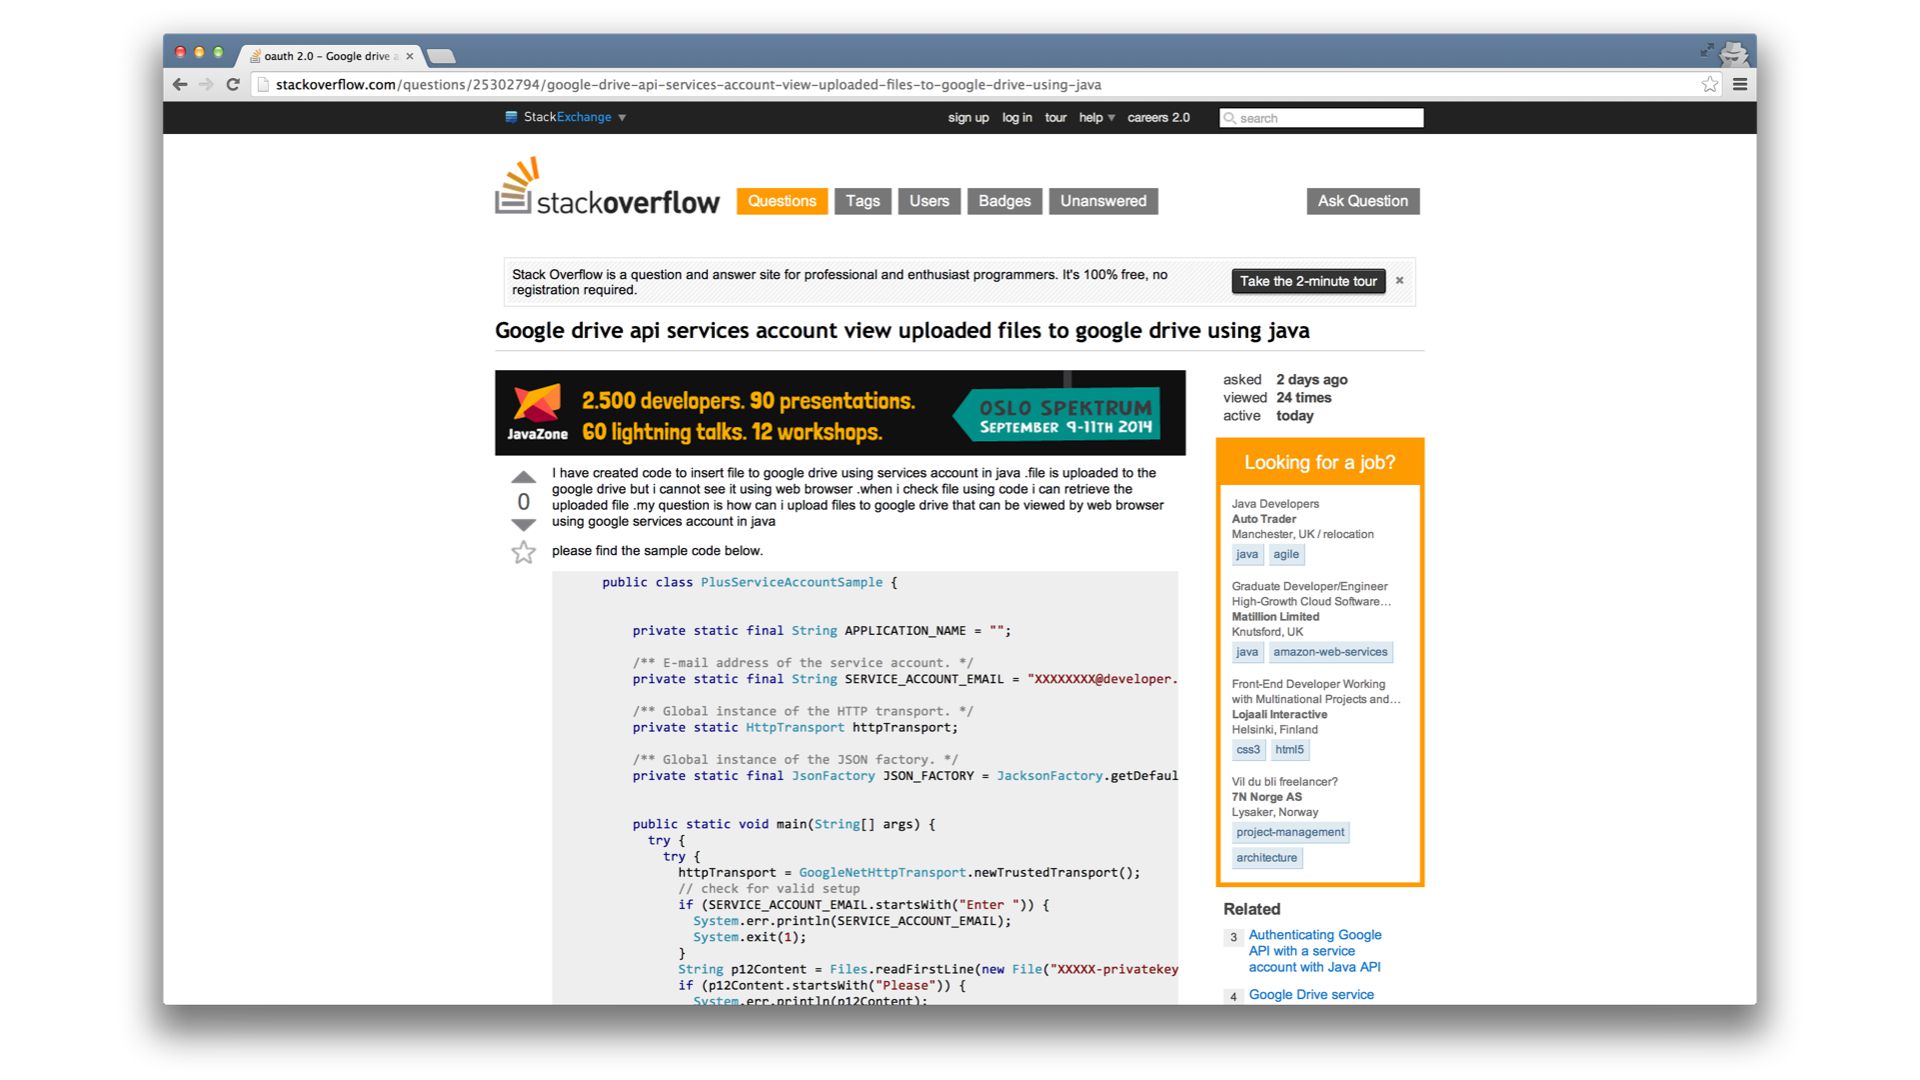 oauth 2.0 – Google drive a
stackoverflow.com/questions/25302794/google-drive-api-services-account-view-uploaded-files-to-google-drive-using-java
StackExchange
sign up log in tour help careers 2.0
search
stackoverflow
Questions Tags Users Badges Unanswered
Ask Question
Stack Overflow is a question and answer site for professional and enthusiast programmers. It's 100% free, no
registration required.
Take the 2-minute tour
×
Google drive api services account view uploaded files to google drive using java
JavaZone
2.500 developers. 90 presentations.
60 lightning talks. 12 workshops.
OSLO SPEKTRUM
SEPTEMBER 9-11TH 2014
0
I have created code to insert file to google drive using services account in java .file is uploaded to the
google drive but i cannot see it using web browser .when i check file using code i can retrieve the
uploaded file .my question is how can i upload files to google drive that can be viewed by web browser
using google services account in java
please find the sample code below.
public class PlusServiceAccountSample {
private static final String APPLICATION_NAME = "";
/** E-mail address of the service account. */
private static final String SERVICE_ACCOUNT_EMAIL = "XXXXXXXX@developer.
/** Global instance of the HTTP transport. */
private static HttpTransport httpTransport;
/** Global instance of the JSON factory. */
private static final JsonFactory JSON_FACTORY = JacksonFactory.getDefaul
public static void main(String[] args) {
try {
try {
httpTransport = GoogleNetHttpTransport.newTrustedTransport();
// check for valid setup
if (SERVICE_ACCOUNT_EMAIL.startsWith("Enter ")) {
System.err.println(SERVICE_ACCOUNT_EMAIL);
System.exit(1);
}
String p12Content = Files.readFirstLine(new File("XXXXX-privatekey
if (p12Content.startsWith("Please")) {
System.err.println(p12Content);
asked 2 days ago
viewed 24 times
active today
Looking for a job?
Java Developers
Auto Trader
Manchester, UK / relocation
java agile
Graduate Developer/Engineer
High-Growth Cloud Software…
Matillion Limited
Knutsford, UK
java amazon-web-services
Front-End Developer Working
with Multinational Projects and…
Lojaali Interactive
Helsinki, Finland
css3 html5
Vil du bli freelancer?
7N Norge AS
Lysaker, Norway
project-management
architecture
Related
3 Authenticating Google
API with a service
account with Java API
4 Google Drive service